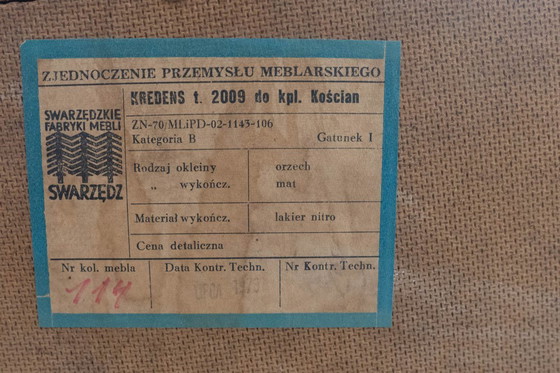 ZJEDNOCZENIE PRZEMYSŁU MEBLARSKIEGO
SWARZĘDZKIE
FABRYKI MEBLI
SWARZĘDZ
KREDENS t. 2009 do kpl. Kościan
ZN-70/MLiPD-02-1143-106
Kategoria B Gatunek I
Rodzaj okleiny orzech
„ wykończ. mat
Materiał wykończ. lakier nitro
Cena detaliczna
Nr kol. mebla Data Kontr. Techn. Nr Kontr. Techn.
114